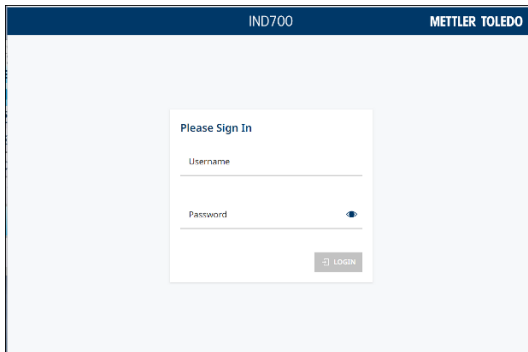 IND700
METTLER TOLEDO
Please Sign In
Username
Password
LOGIN